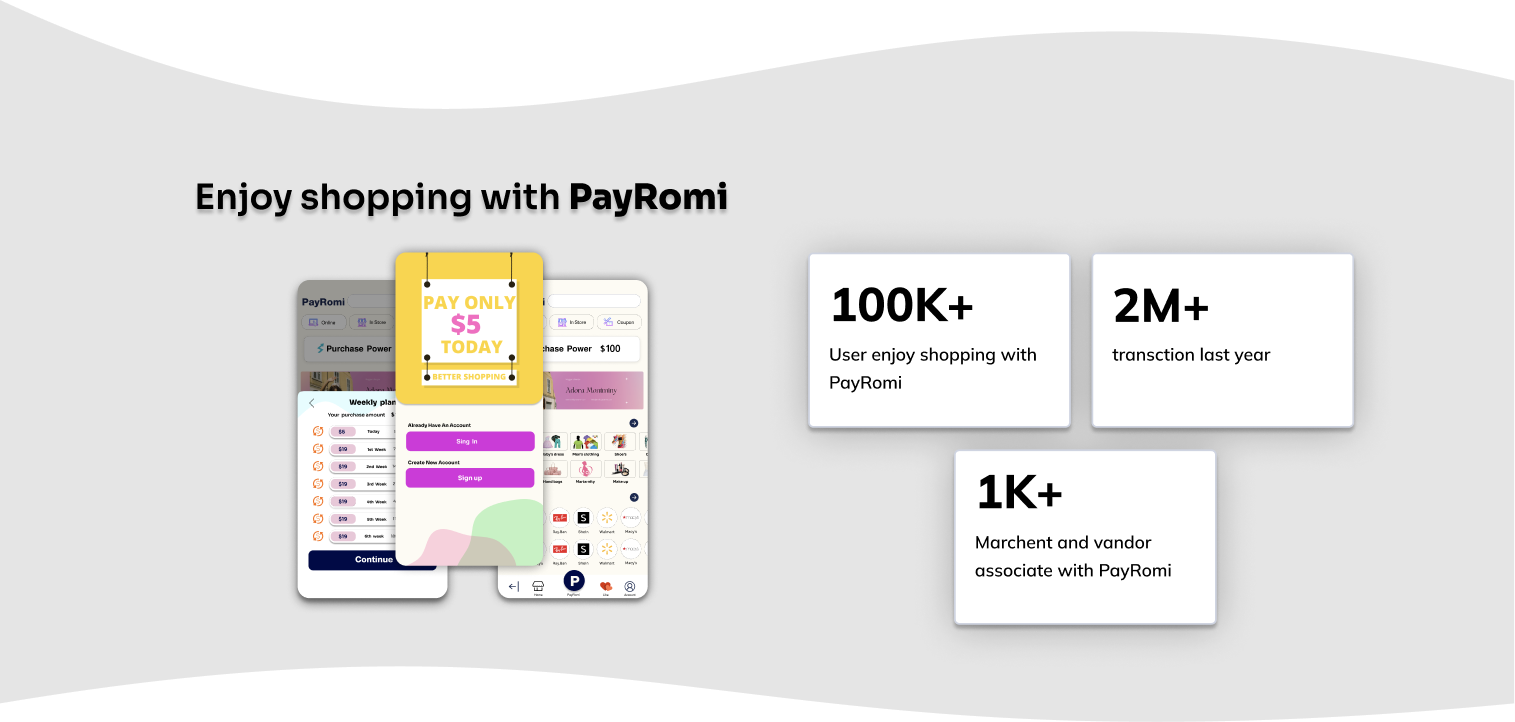 Enjoy shopping with PayRomi
PayRomi
Online
In Store
Purchase Power
Weekly plan
Your purchase amount $
$5 Today
$19 1st Week
$19 2nd Week
$19 3rd Week
$19 4th Week
$19 5th Week
$19 6th week
Continue
PAY ONLY
$5
TODAY
BETTER SHOPPING
Already Have An Account
Sing in
Create New Account
Sign up
In Store
Coupon
Power $100
Adora Montminy
Men's clothing
Shoe's
Handbags
Marternity
Make up
Ray.Ban
Shein
Walmart
Macy's
Ray.Ban
Shein
Walmart
Macy's
Home
PayRomi
Like
Account
100K+
User enjoy shopping with
PayRomi
2M+
transction last year
1K+
Marchent and vandor
associate with PayRomi